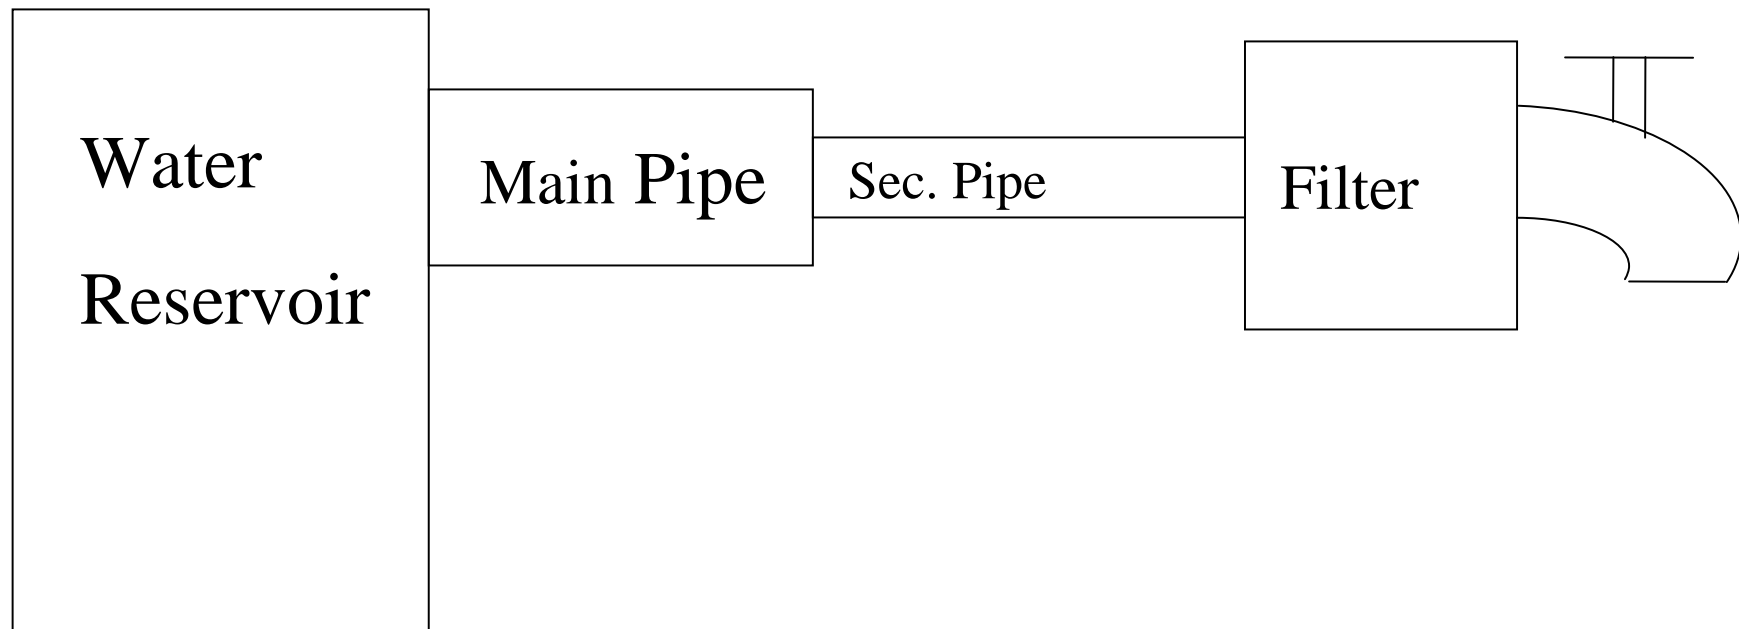 Water
Reservoir
Main Pipe
Sec. Pipe
Filter